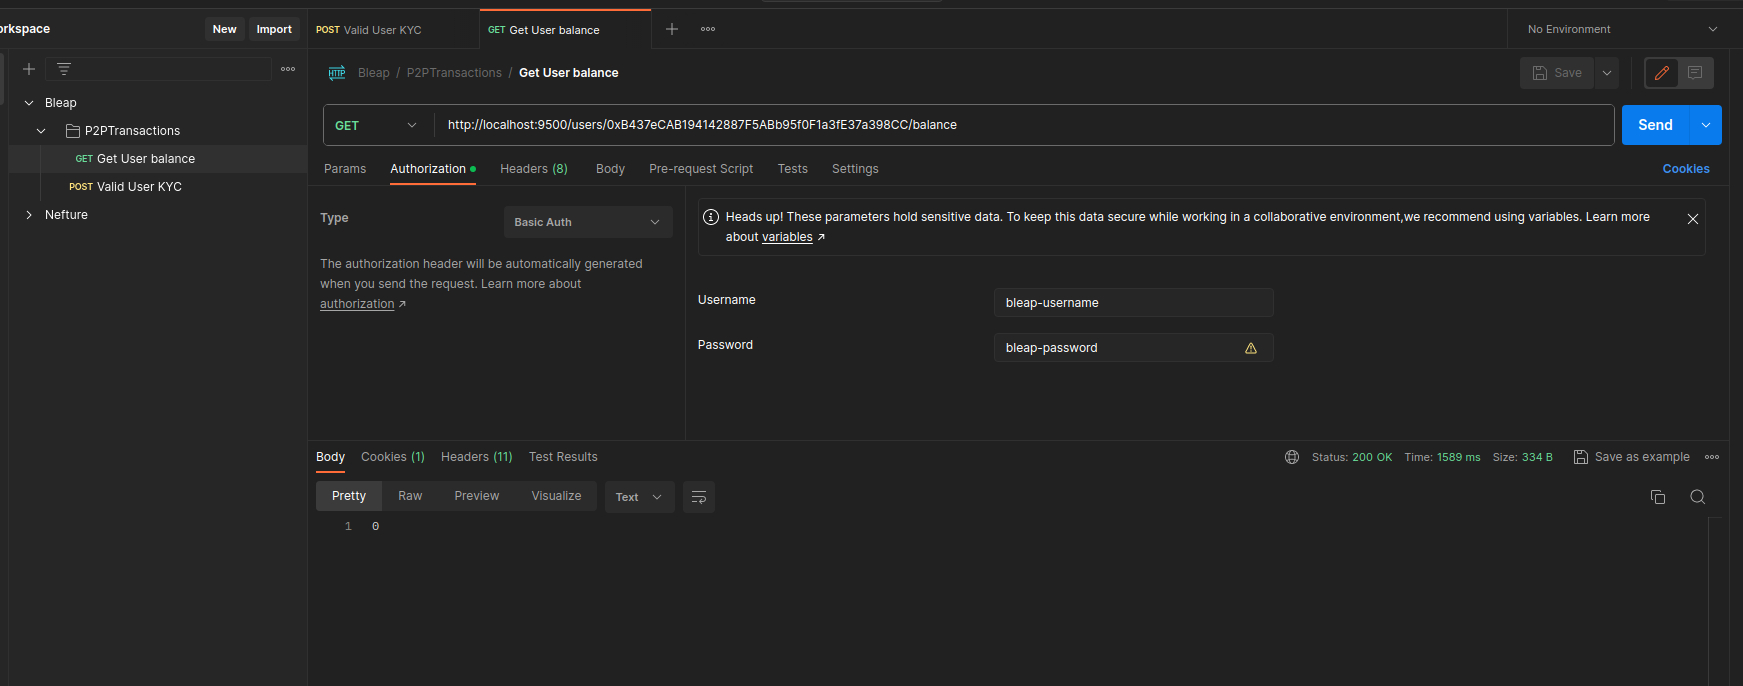 orkspace
New
Import
POST Valid User KYC
GET Get User balance
No Environment
HTTP
Bleap / P2PTransactions / Get User balance
Save
Bleap
P2PTransactions
GET Get User balance
POST Valid User KYC
Nefture
GET
http://localhost:9500/users/0xB437eCAB194142887F5ABb95f0F1a3fE37a398CC/balance
Send
Params
Authorization
Headers (8)
Body
Pre-request Script
Tests
Settings
Cookies
Type
Basic Auth
The authorization header will be automatically generated
when you send the request. Learn more about
authorization ↗
Heads up! These parameters hold sensitive data. To keep this data secure while working in a collaborative environment,we recommend using variables. Learn more
about variables ↗
Username
bleap-username
Password
bleap-password
Body
Cookies (1)
Headers (11)
Test Results
Status: 200 OK
Time: 1589 ms
Size: 334 B
Save as example
Pretty
Raw
Preview
Visualize
Text
1 0